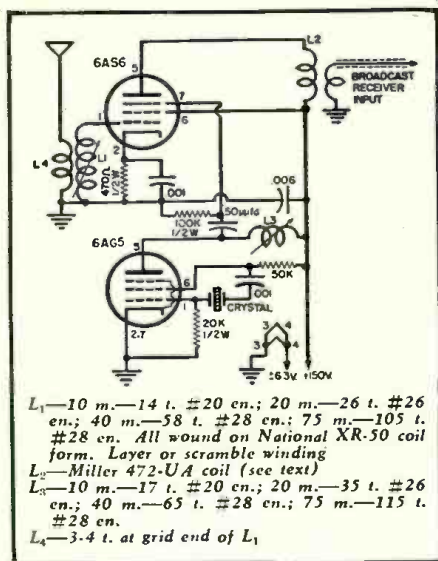 6AS6
L2
5
7
6
BROADCAST
RECEIVER
INPUT
1
2
L4
L1
470Ω
1/2W
.001
.006
100K
1/2W
50μμfd
L3
6AG5
5
6
1
50K
.001
CRYSTAL
20K
1/2W
2.7
3 4
3 4
6.3V.
+150V.
L1—10 m.—14 t. #20 en.; 20 m.—26 t. #26
en.; 40 m.—58 t. #28 en.; 75 m.—105 t.
#28 en. All wound on National XR-50 coil
form. Layer or scramble winding
L2—Miller 472-UA coil (see text)
L3—10 m.—17 t. #20 en.; 20 m.—35 t. #26
en.; 40 m.—65 t. #28 en.; 75 m.—115 t.
#28 en.
L4—3-4 t. at grid end of L1